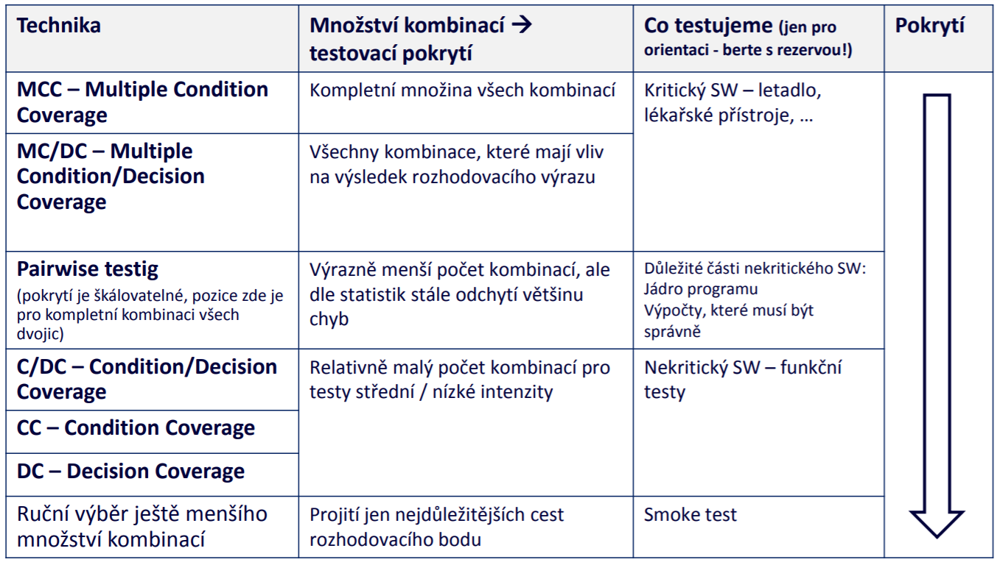 Technika
Množství kombinací →
testovací pokrytí
Co testujeme (jen pro
orientaci - berte s rezervou!)
Pokrytí
MCC – Multiple Condition
Coverage
Kompletní množina všech kombinací
Kritický SW – letadlo,
lékařské přístroje, …
MC/DC – Multiple
Condition/Decision
Coverage
Všechny kombinace, které mají vliv
na výsledek rozhodovacího výrazu
Pairwise testig
(pokrytí je škálovatelné, pozice zde je
pro kompletní kombinaci všech
dvojic)
Výrazně menší počet kombinací, ale
dle statistik stále odchytí většinu
chyb
Důležité části nekritického SW:
Jádro programu
Výpočty, které musí být
správně
C/DC – Condition/Decision
Coverage
Relativně malý počet kombinací pro
testy střední / nízké intenzity
Nekritický SW – funkční
testy
CC – Condition Coverage
DC – Decision Coverage
Ruční výběr ještě menšího
množství kombinací
Projití jen nejdůležitějších cest
rozhodovacího bodu
Smoke test